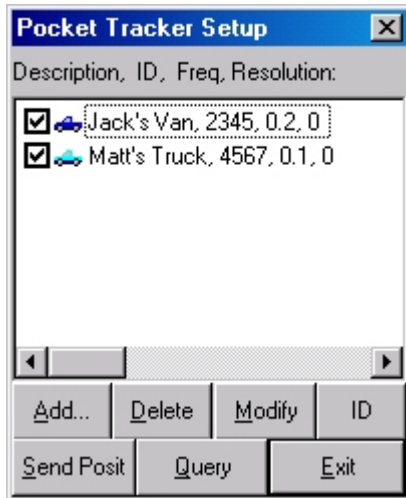 Pocket Tracker Setup
Description, ID, Freq, Resolution:
Jack's Van, 2345, 0.2, 0
Matt's Truck, 4567, 0.1, 0
Add... Delete Modify ID
Send Posit Query Exit